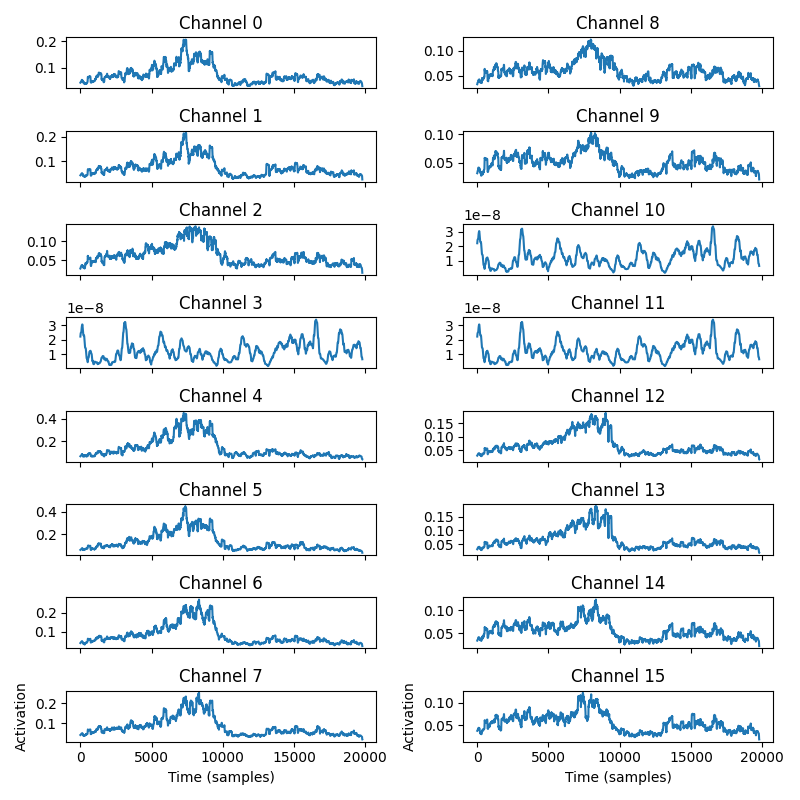 Channel 0
0.2
0.1
Channel 1
0.2
0.1
Channel 2
0.10
0.05
Channel 3
1e−8
3
2
1
Channel 4
0.4
0.2
Channel 5
0.4
0.2
Channel 6
0.2
0.1
Channel 7
0.2
0.1
Activation
0 5000 10000 15000 20000
Time (samples)
Channel 8
0.10
0.05
Channel 9
0.10
0.05
Channel 10
1e−8
3
2
1
Channel 11
1e−8
3
2
1
Channel 12
0.15
0.10
0.05
Channel 13
0.15
0.10
0.05
Channel 14
0.10
0.05
Channel 15
0.10
0.05
Activation
0 5000 10000 15000 20000
Time (samples)